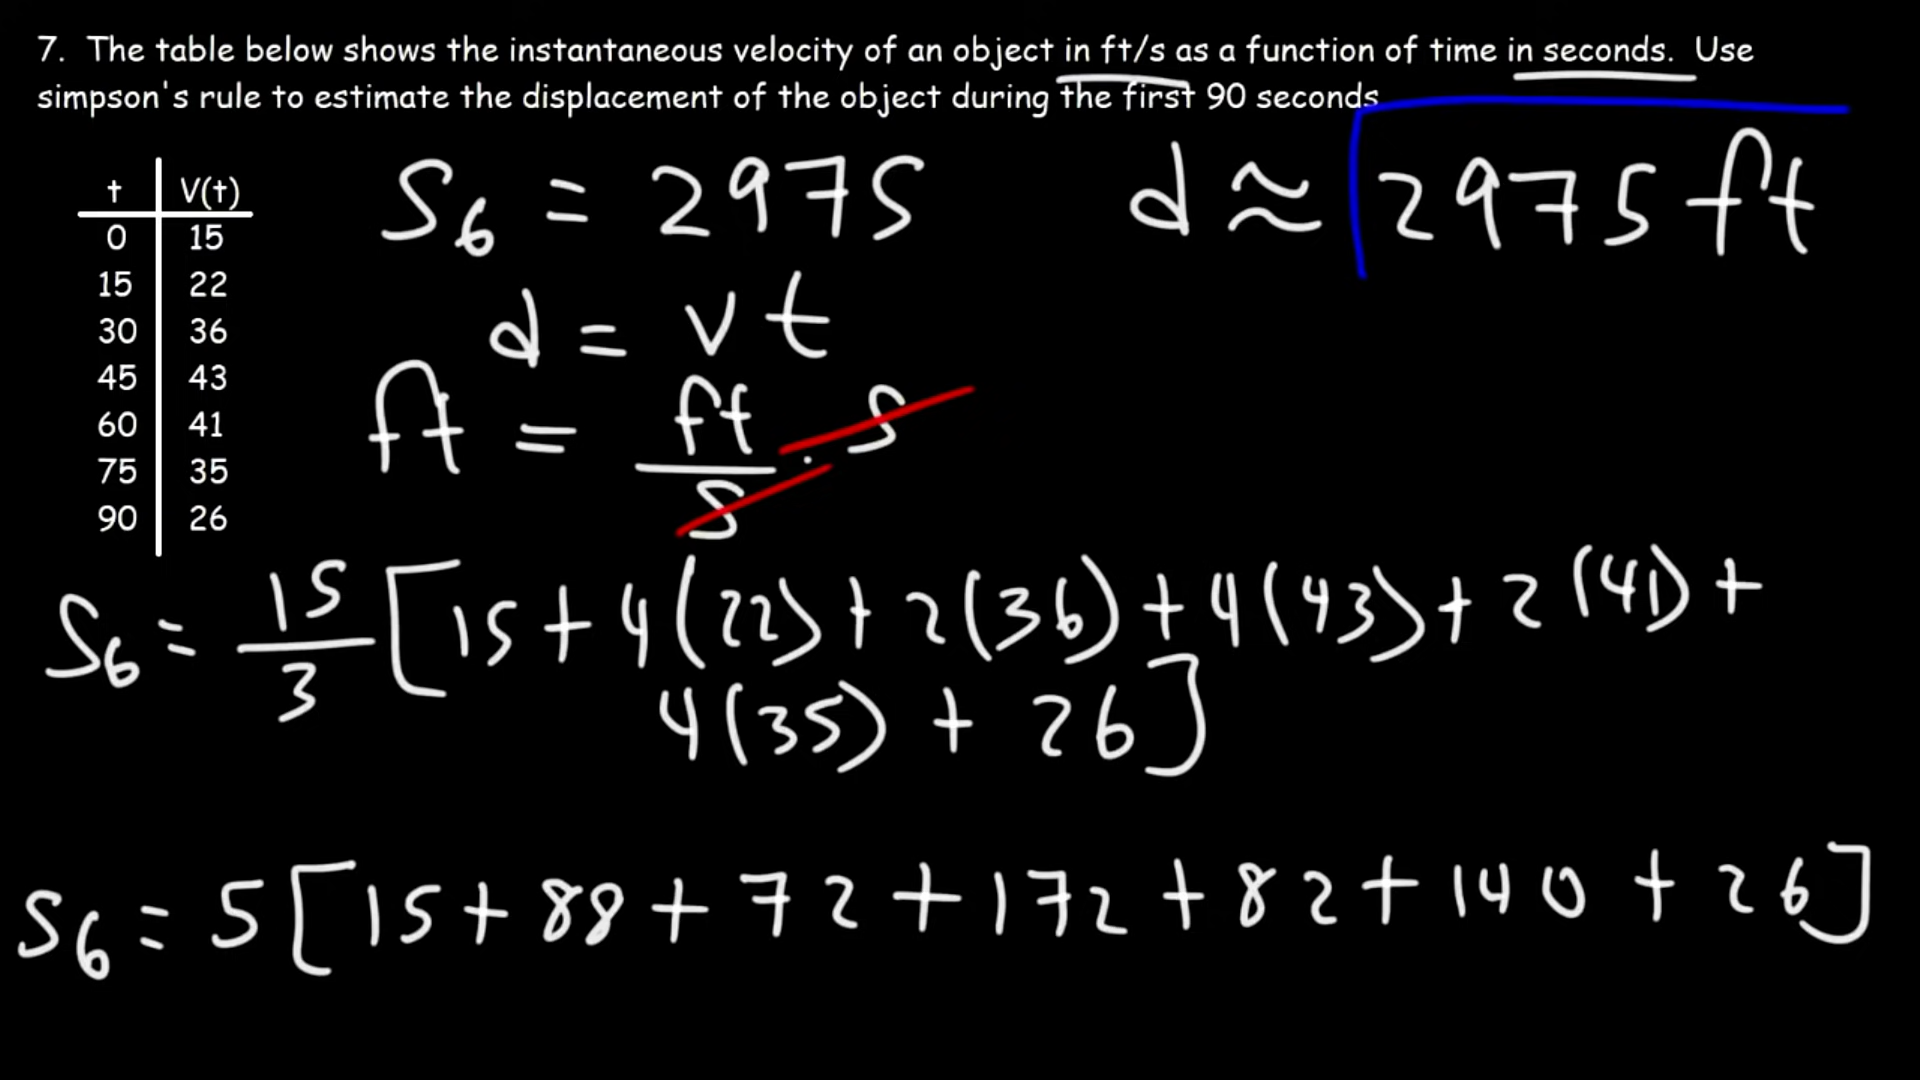 7. The table below shows the instantaneous velocity of an object in ft/s as a function of time in seconds. Use
simpson's rule to estimate the displacement of the object during the first 90 seconds
t V(t)
0 15
15 22
30 36
45 43
60 41
75 35
90 26
S₆ = 2975
d ≈ 2975 ft
d = v t
ft = ft/s · s
S₆ = 15/3 [15 + 4(22) + 2(36) + 4(43) + 2(41) +
4(35) + 26]
S₆ = 5 [15 + 88 + 72 + 172 + 82 + 140 + 26]